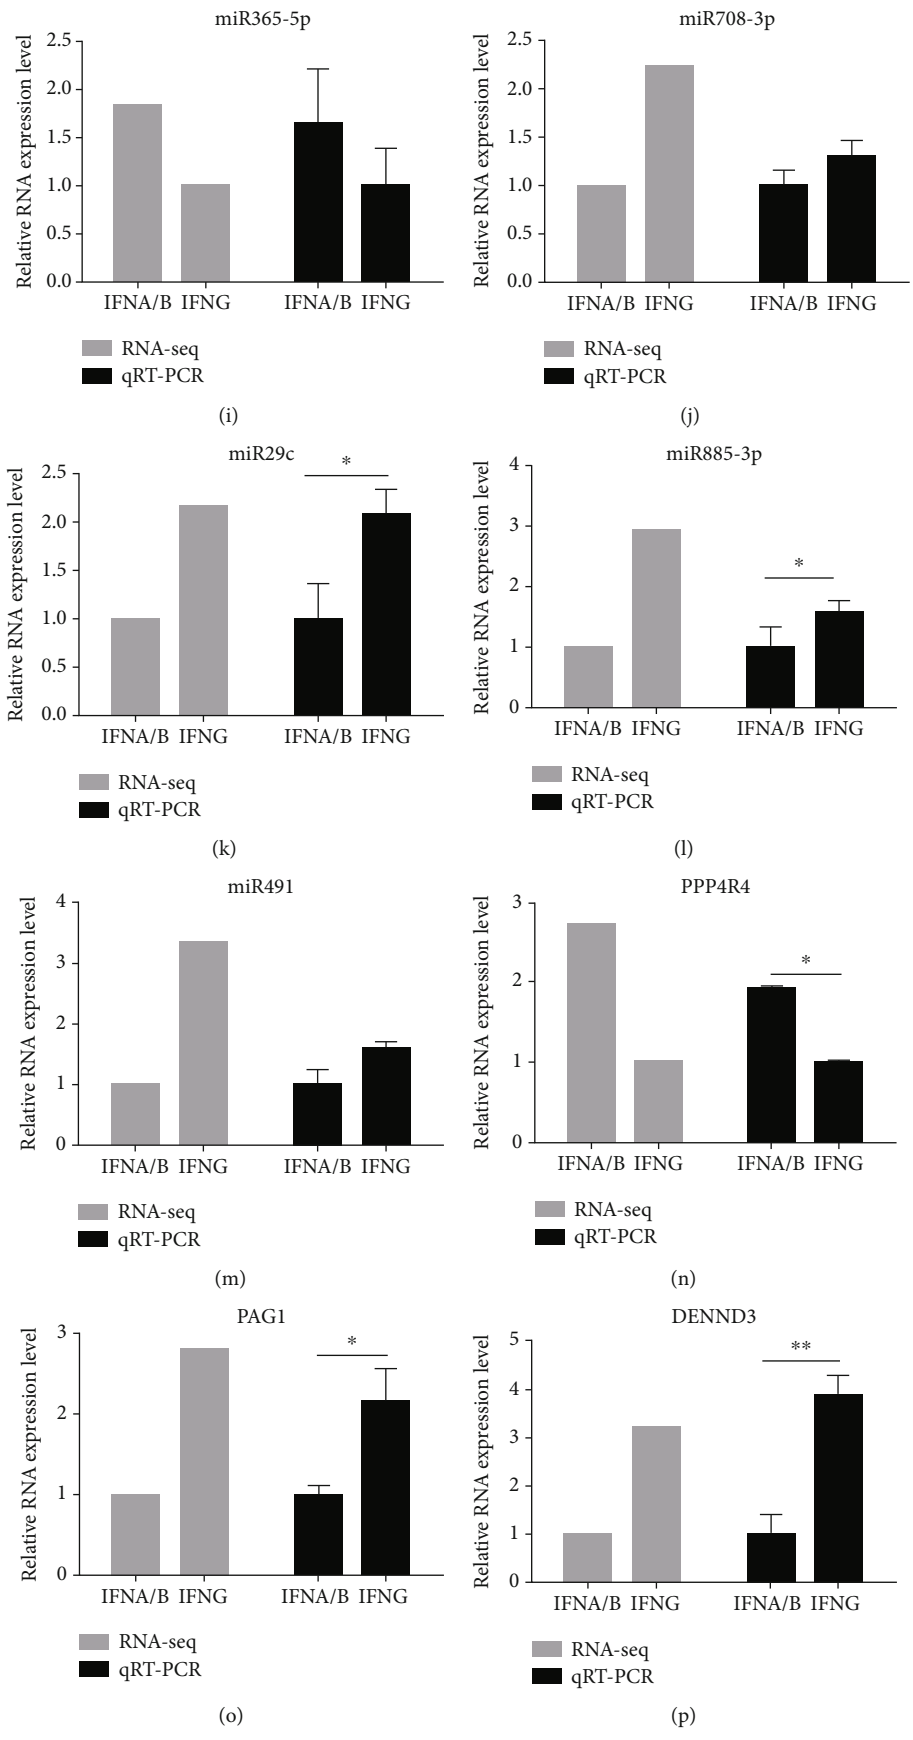 miR365-5p
Relative RNA expression level
2.5
2.0
1.5
1.0
0.5
0.0
IFNA/B IFNG IFNA/B IFNG
RNA-seq
qRT-PCR
(i)
miR708-3p
Relative RNA expression level
2.5
2.0
1.5
1.0
0.5
0.0
IFNA/B IFNG IFNA/B IFNG
RNA-seq
qRT-PCR
(j)
miR29c
Relative RNA expression level
2.5
2.0
1.5
1.0
0.5
0.0
*
IFNA/B IFNG IFNA/B IFNG
RNA-seq
qRT-PCR
(k)
miR885-3p
Relative RNA expression level
4
3
2
1
0
*
IFNA/B IFNG IFNA/B IFNG
RNA-seq
qRT-PCR
(l)
miR491
Relative RNA expression level
4
3
2
1
0
IFNA/B IFNG IFNA/B IFNG
RNA-seq
qRT-PCR
(m)
PPP4R4
Relative RNA expression level
3
2
1
0
*
IFNA/B IFNG IFNA/B IFNG
RNA-seq
qRT-PCR
(n)
PAG1
Relative RNA expression level
3
2
1
0
*
IFNA/B IFNG IFNA/B IFNG
RNA-seq
qRT-PCR
(o)
DENND3
Relative RNA expression level
5
4
3
2
1
0
**
IFNA/B IFNG IFNA/B IFNG
RNA-seq
qRT-PCR
(p)